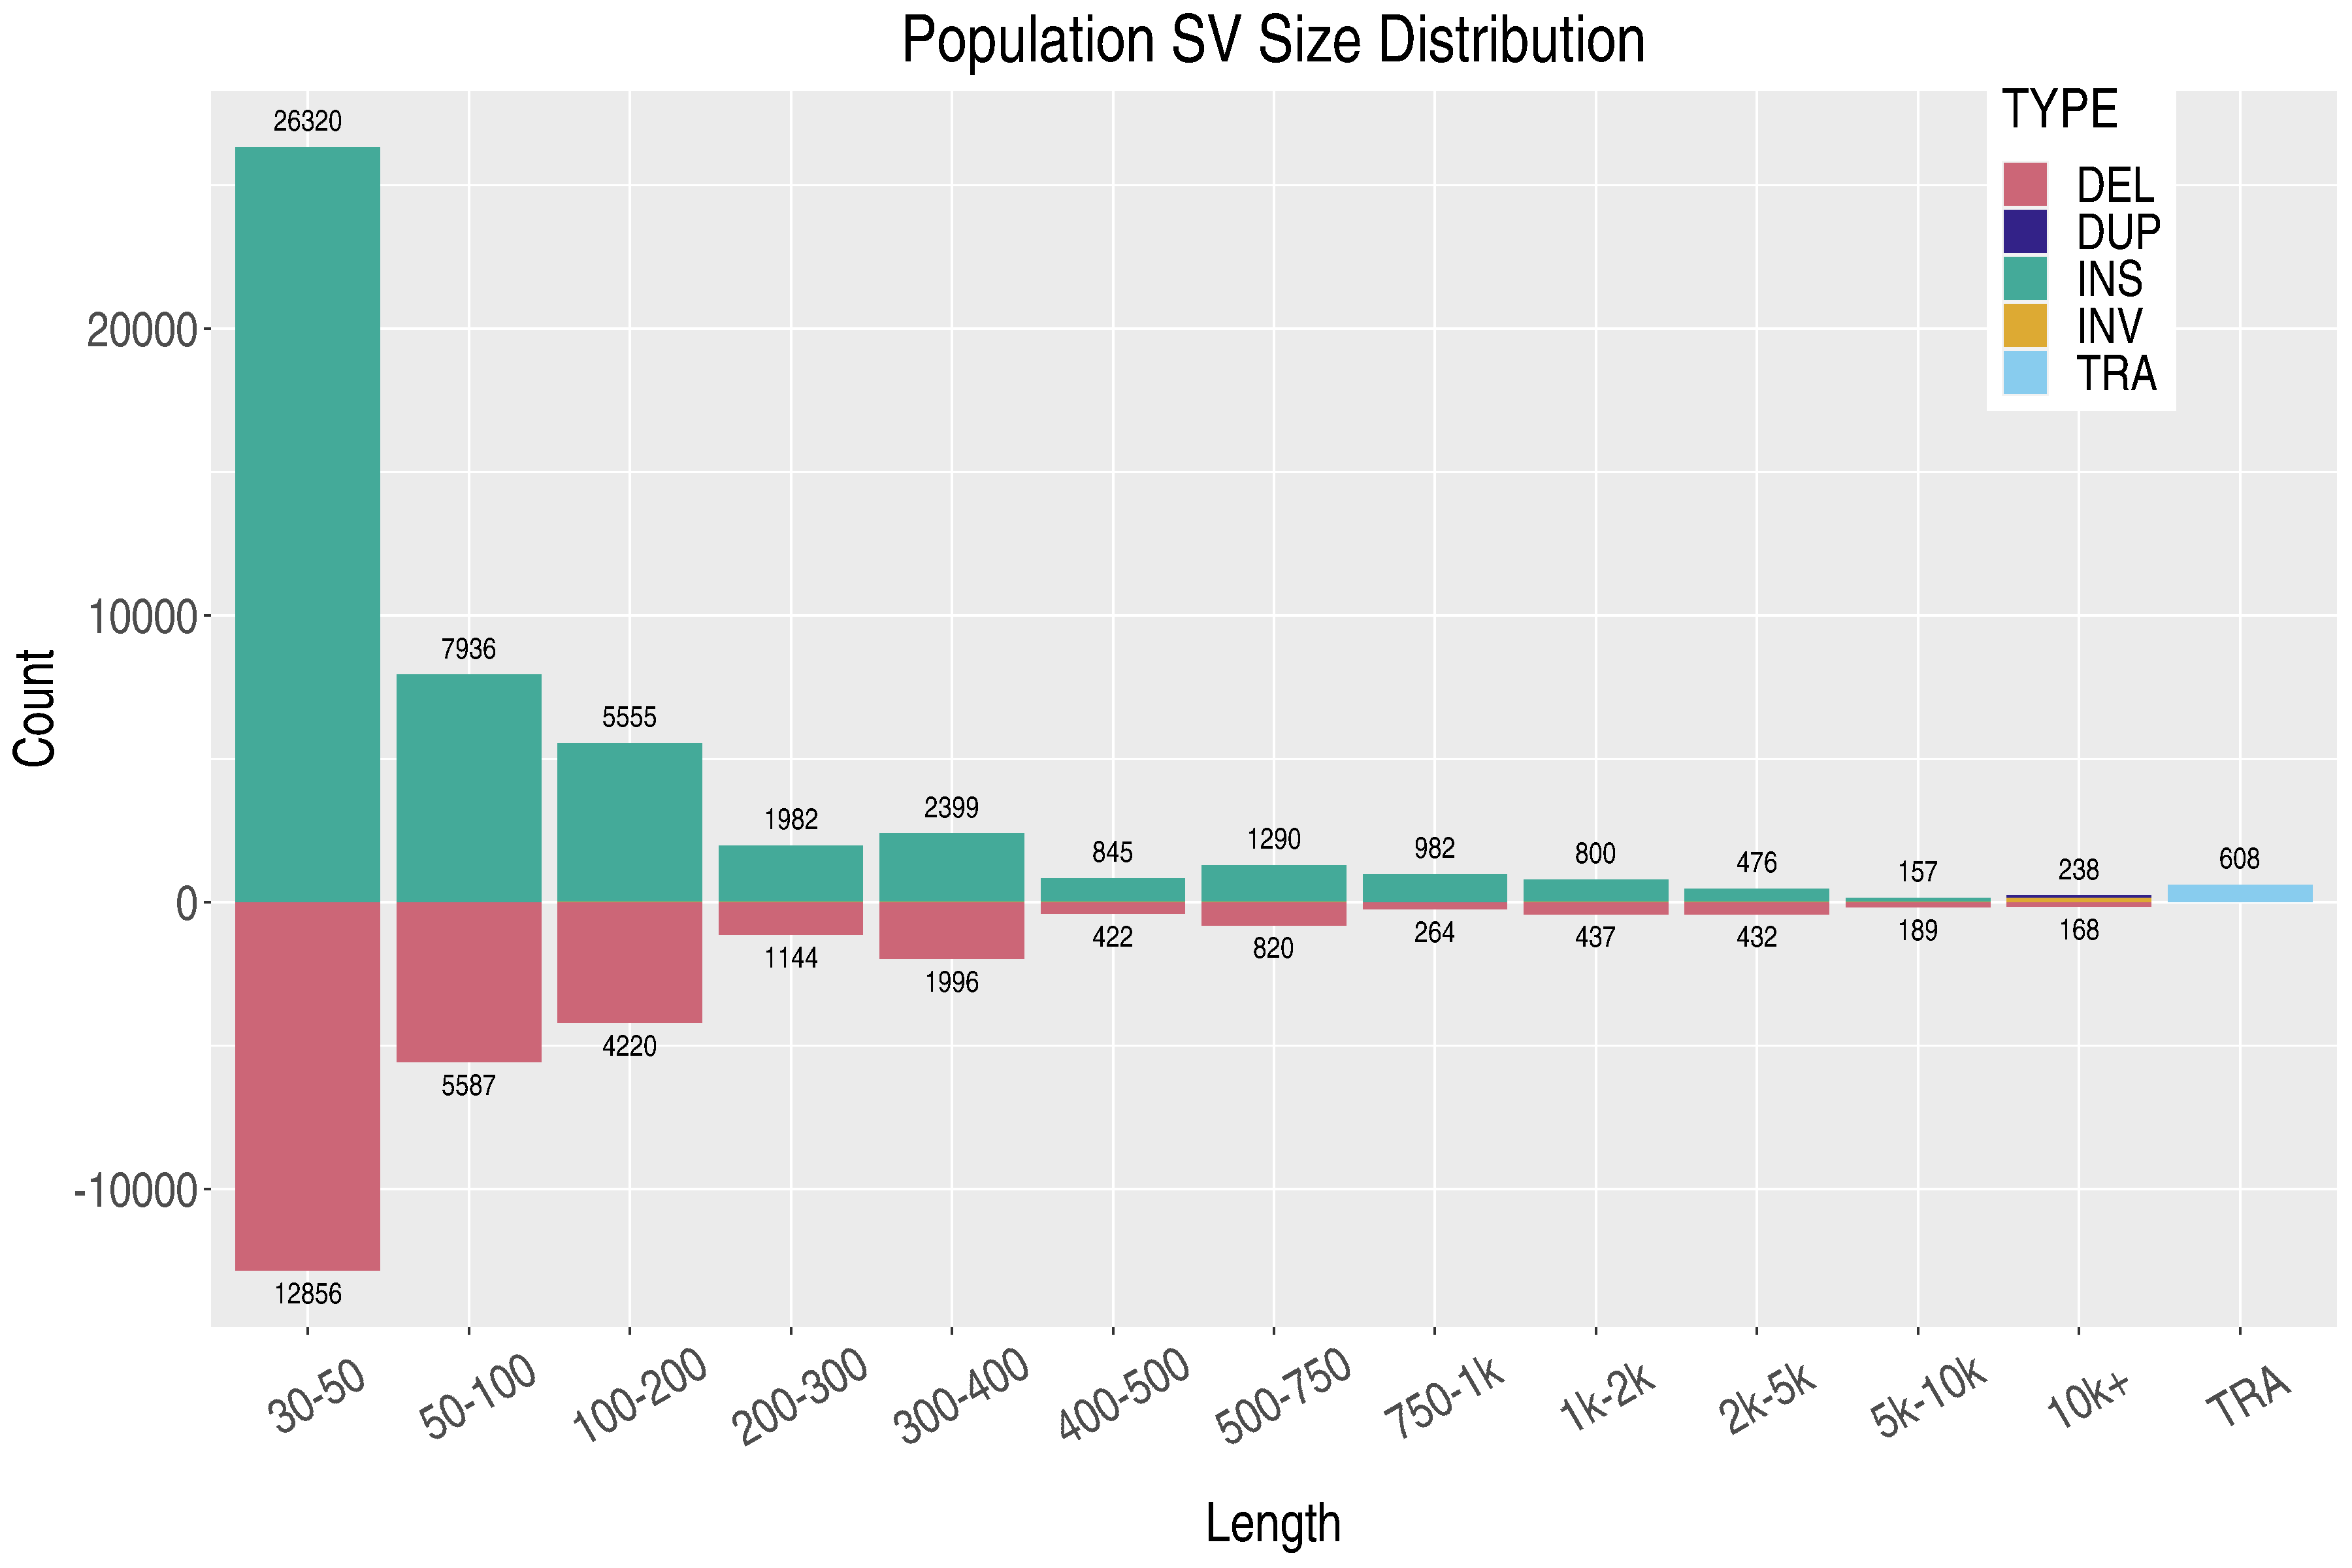 Population SV Size Distribution
TYPE
DEL
DUP
INS
INV
TRA
Count
20000
10000
0
-10000
26320
7936
5555
1982
2399
845
1290
982
800
476
157
238
608
12856
5587
4220
1144
1996
422
820
264
437
432
189
168
30-50
50-100
100-200
200-300
300-400
400-500
500-750
750-1k
1k-2k
2k-5k
5k-10k
10k+
TRA
Length